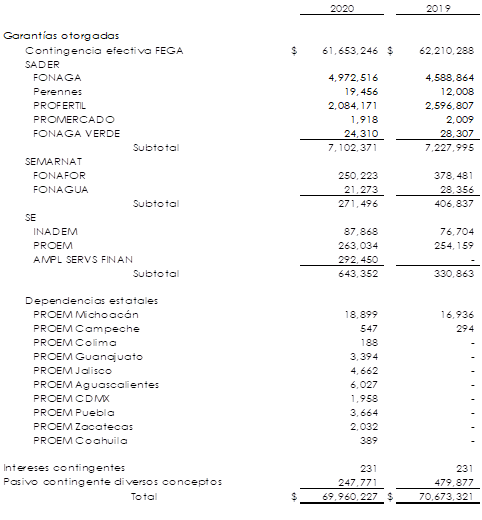 2020 2019
Garantías otorgadas
Contingencia efectiva FEGA $ 61,653,246 $ 62,210,288
SADER
FONAGA 4,972,516 4,588,864
Perennes 19,456 12,008
PROFERTIL 2,084,171 2,596,807
PROMERCADO 1,918 2,009
FONAGA VERDE 24,310 28,307
Subtotal 7,102,371 7,227,995
SEMARNAT
FONAFOR 250,223 378,481
FONAGUA 21,273 28,356
Subtotal 271,496 406,837
SE
INADEM 87,868 76,704
PROEM 263,034 254,159
AMPL SERVS FINAN 292,450 -
Subtotal 643,352 330,863
Dependencias estatales
PROEM Michoacán 18,899 16,936
PROEM Campeche 547 294
PROEM Colima 188 -
PROEM Guanajuato 3,394 -
PROEM Jalisco 4,662 -
PROEM Aguascalientes 6,027 -
PROEM CDMX 1,958 -
PROEM Puebla 3,664 -
PROEM Zacatecas 2,032 -
PROEM Coahuila 389 -
Intereses contingentes 231 231
Pasivo contingente diversos conceptos 247,771 479,877
Total $ 69,960,227 $ 70,673,321